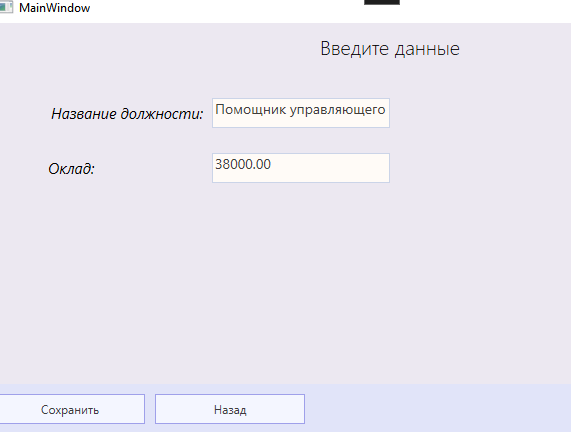 MainWindow
Введите данные
Название должности: Помощник управляющего
Оклад: 38000.00
Сохранить Назад